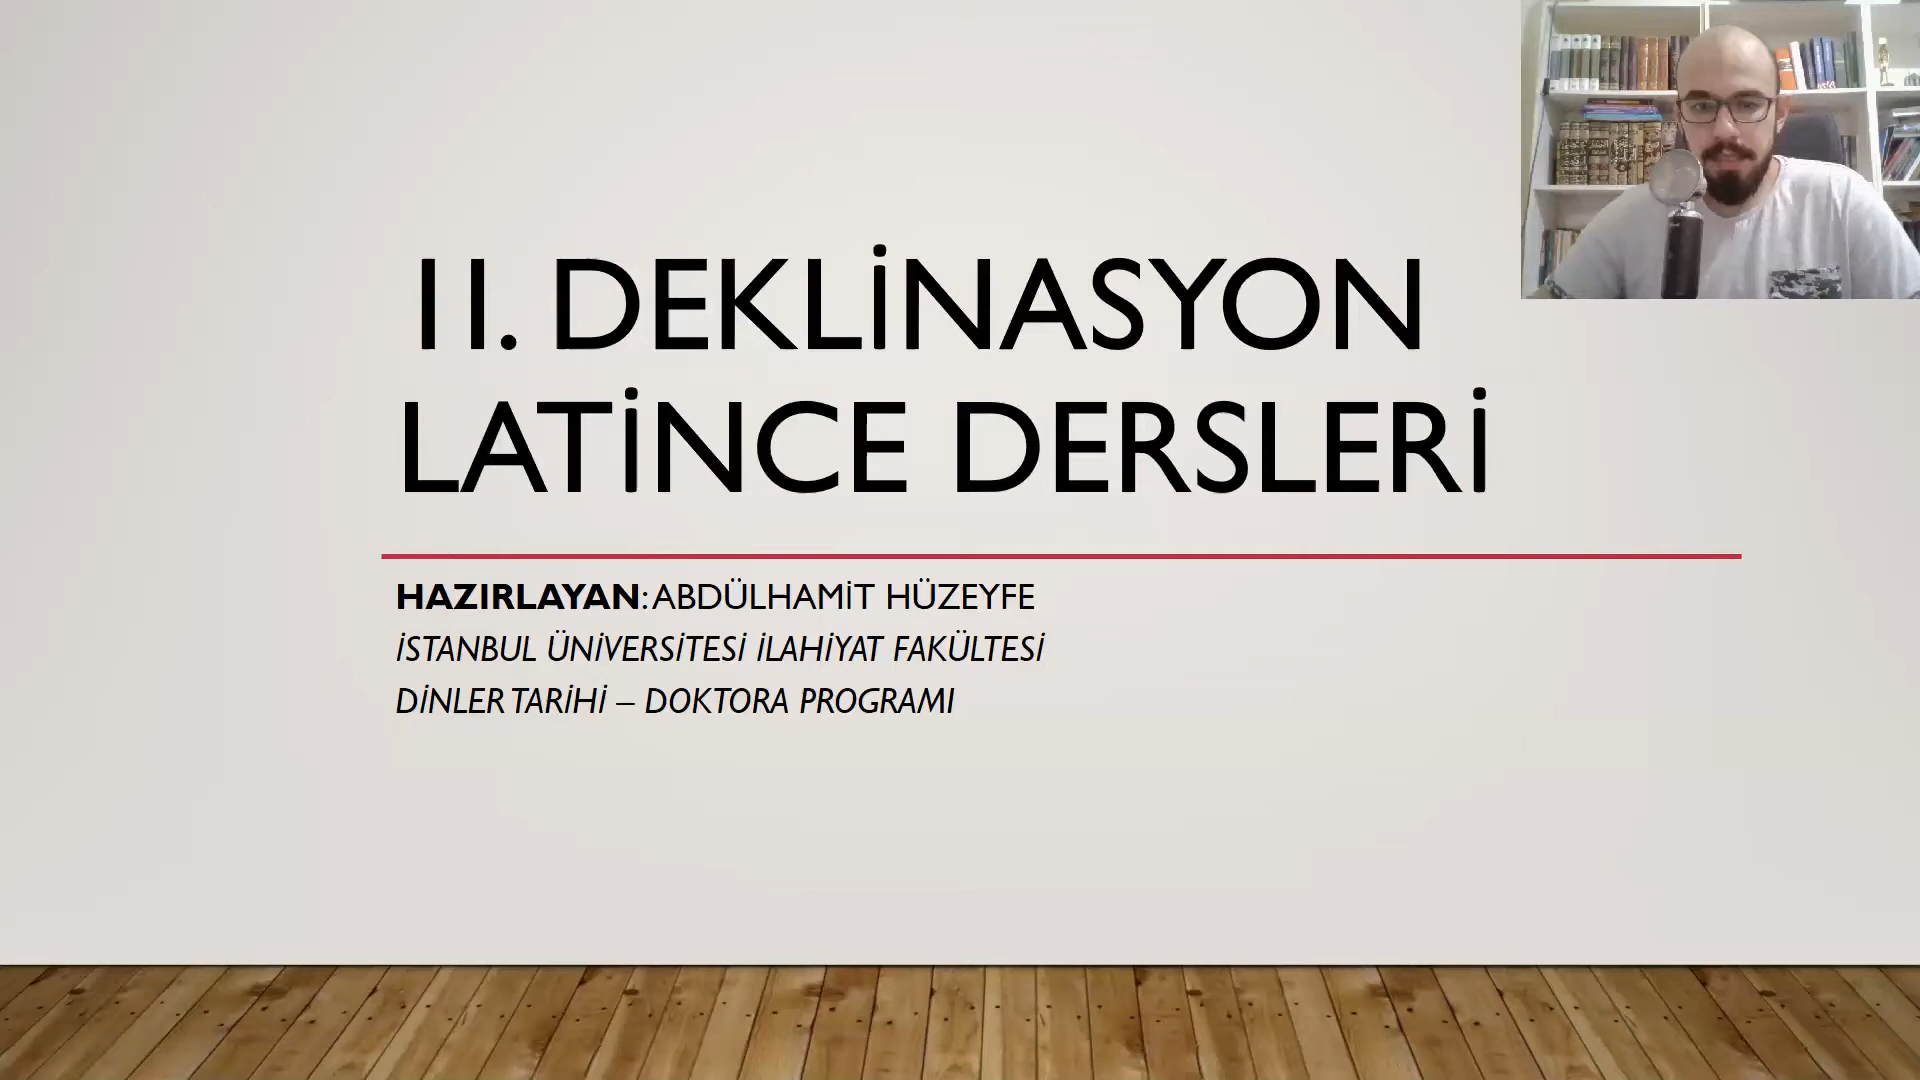 II. DEKLİNASYON
LATİNCE DERSLERİ
HAZIRLAYAN: ABDÜLHAMİT HÜZEYFE
İSTANBUL ÜNİVERSİTESİ İLAHİYAT FAKÜLTESİ
DİNLER TARİHİ – DOKTORA PROGRAMI